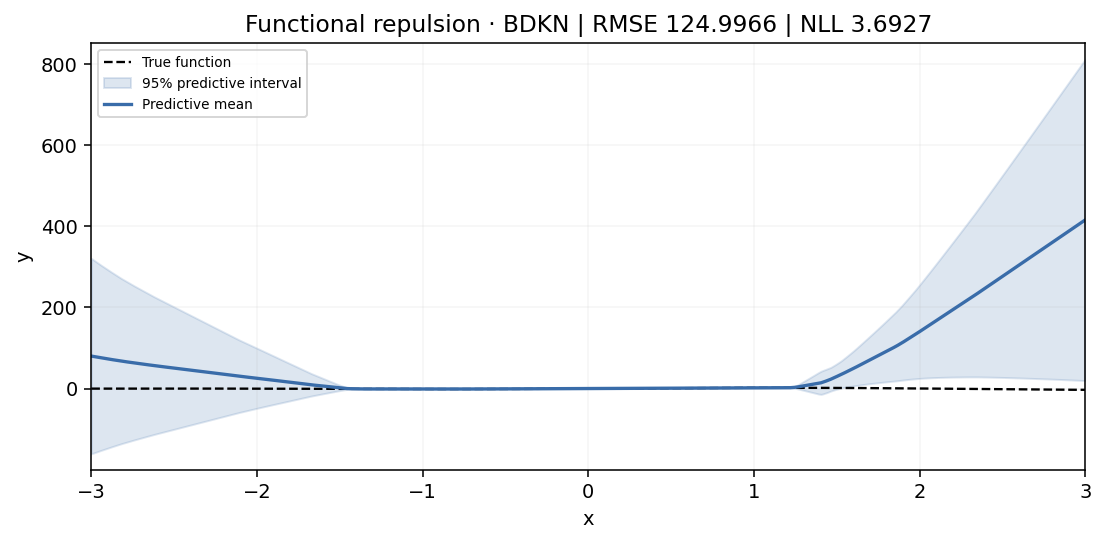 Functional repulsion · BDKN | RMSE 124.9966 | NLL 3.6927
True function
95% predictive interval
Predictive mean
800
600
400
200
0
y
−3
−2
−1
0
1
2
3
x